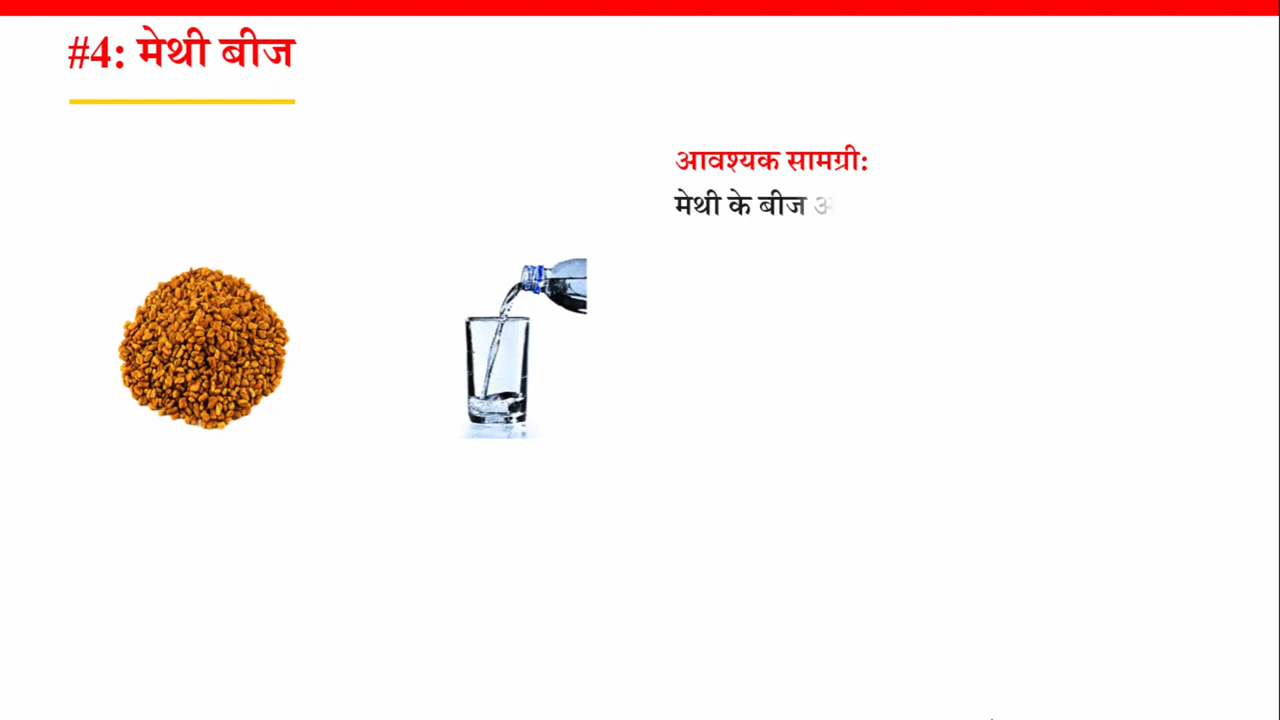 #4: मेथी बीज
आवश्यक सामग्री:
मेथी के बीज